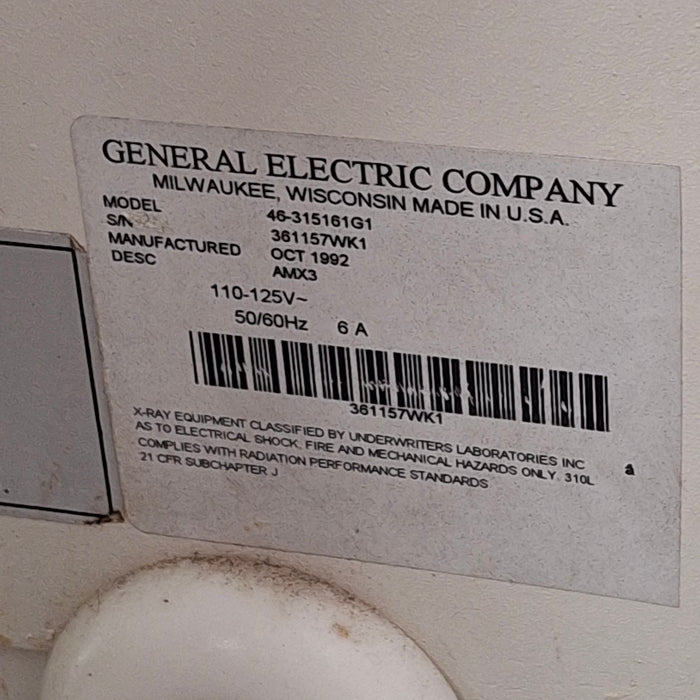 GENERAL ELECTRIC COMPANY
MILWAUKEE, WISCONSIN MADE IN U.S.A.
MODEL 46-315161G1
S/N 361157WK1
MANUFACTURED OCT 1992
DESC AMX3
110-125V~
50/60Hz 6 A
361157WK1
X-RAY EQUIPMENT CLASSIFIED BY UNDERWRITERS LABORATORIES INC
AS TO ELECTRICAL SHOCK, FIRE AND MECHANICAL HAZARDS ONLY. 310L a
COMPLIES WITH RADIATION PERFORMANCE STANDARDS
21 CFR SUBCHAPTER J